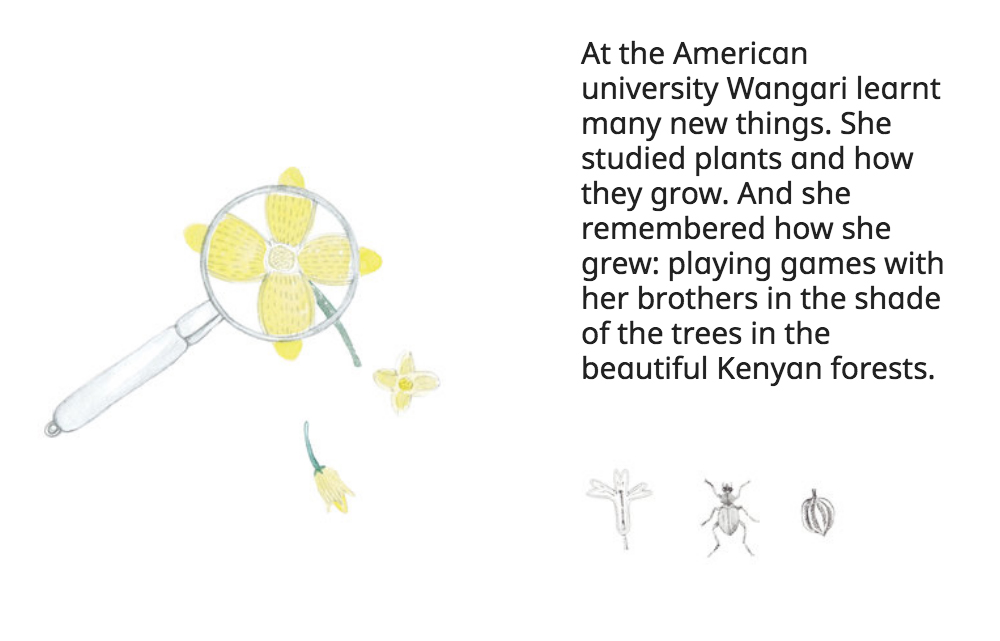 At the American
university Wangari learnt
many new things. She
studied plants and how
they grow. And she
remembered how she
grew: playing games with
her brothers in the shade
of the trees in the
beautiful Kenyan forests.